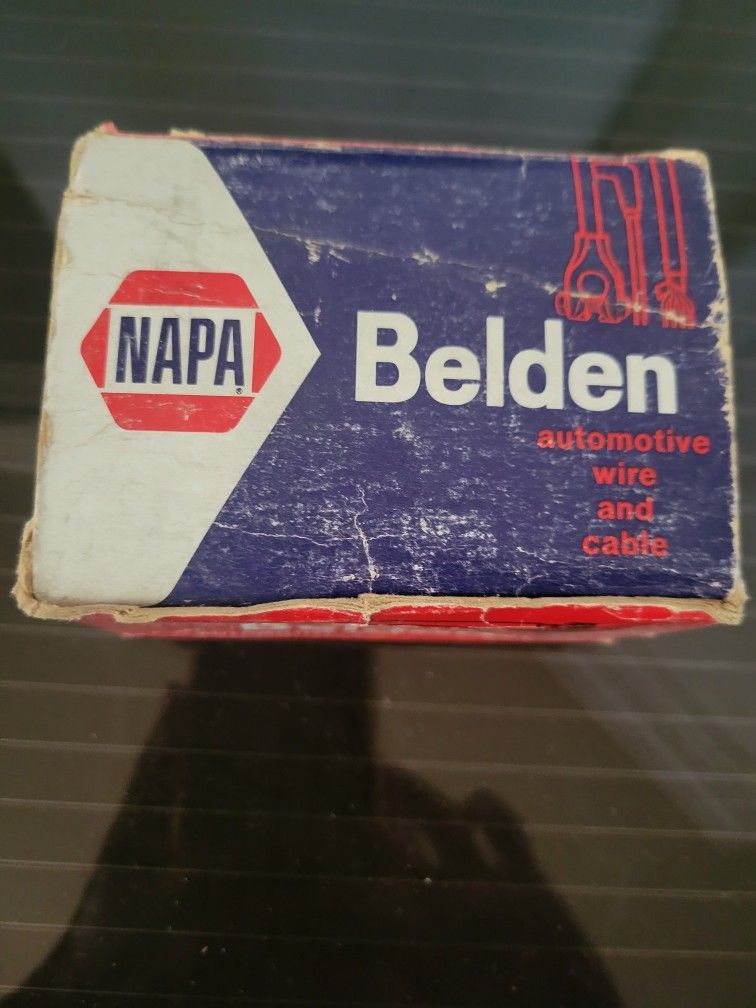 NAPA
Belden
automotive
wire
and
cable